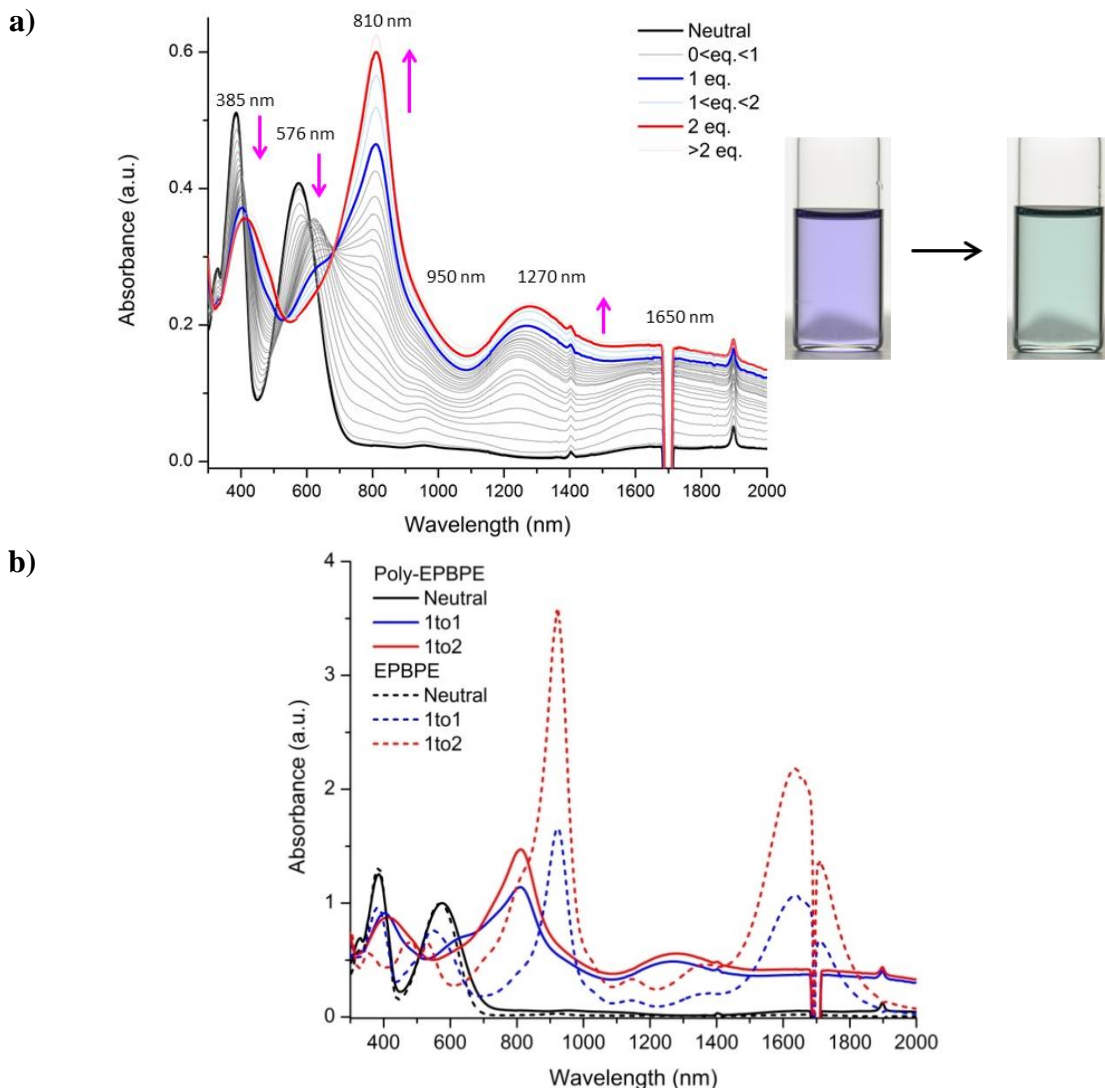 a)
810 nm
385 nm
576 nm
950 nm
1270 nm
1650 nm
Neutral
0<eq.<1
1 eq.
1<eq.<2
2 eq.
>2 eq.
0.6
0.4
0.2
0.0
Absorbance (a.u.)
400 600 800 1000 1200 1400 1600 1800 2000
Wavelength (nm)
b)
Poly-EPBPE
Neutral
1to1
1to2
EPBPE
Neutral
1to1
1to2
4
3
2
1
0
Absorbance (a.u.)
400 600 800 1000 1200 1400 1600 1800 2000
Wavelength (nm)